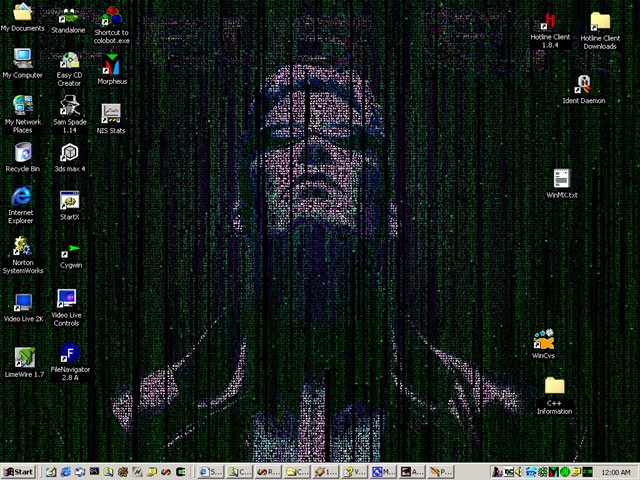 My Documents
Standalone
Shortcut to
colobot.exe
Hotline Client
1.8.4
Hotline Client
Downloads
My Computer
Easy CD
Creator
Morpheus
Ident Daemon
My Network
Places
Sam Spade
1.14
NIS Stats
Recycle Bin
3ds max 4
WinMX.txt
Internet
Explorer
StartX
Norton
SystemWorks
Cygwin
Video Live 2K
Video Live
Controls
WinCvs
LimeWire 1.7
FileNavigator
2.8 A
C++
Information
Start
S...
C...
R...
C...
1...
V...
M...
A...
P...
12:00 AM